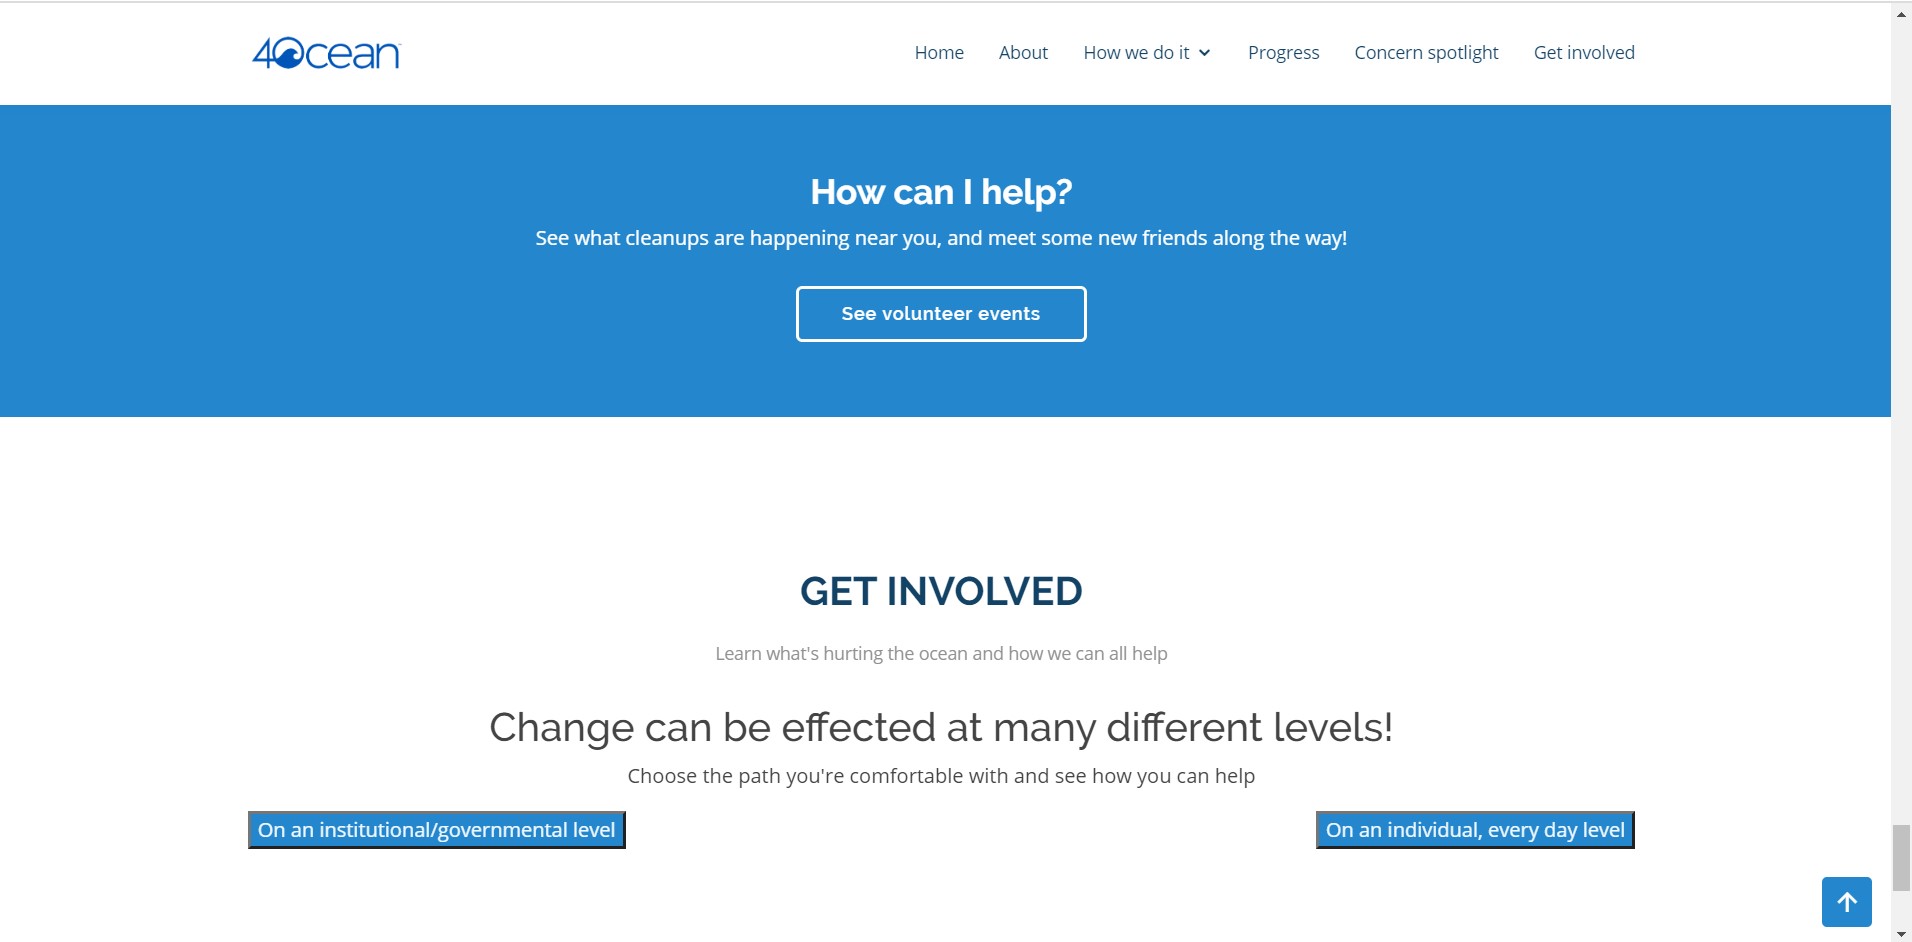 4Ocean
Home About How we do it Progress Concern spotlight Get involved
How can I help?
See what cleanups are happening near you, and meet some new friends along the way!
See volunteer events
GET INVOLVED
Learn what's hurting the ocean and how we can all help
Change can be effected at many different levels!
Choose the path you're comfortable with and see how you can help
On an institutional/governmental level
On an individual, every day level